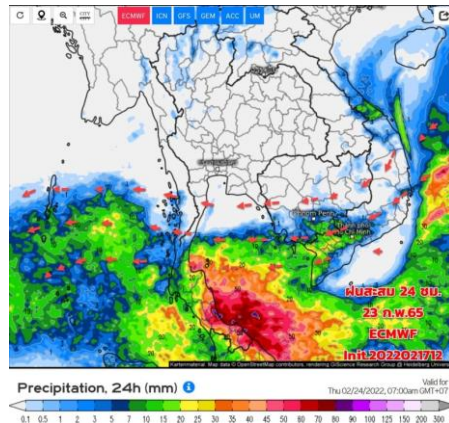 ECMWF ICN GFS GEM ACC UM
Phnom Penh
ฝนสะสม 24 ชม.
23 ก.พ.65
ECMWF
Init.2022021712
Precipitation, 24h (mm)
Valid for
Thu 02/24/2022, 07:00am GMT+07
0.1 0.5 1 2 3 5 7 10 15 20 25 30 35 40 45 50 60 70 80 90 100 125 150 200 300